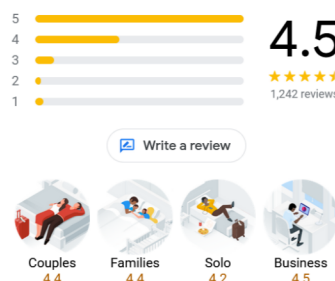 5
4
3
2
1
4.5
1,242 reviews
Write a review
Couples
4.4
Families
4.4
Solo
4.2
Business
4.5